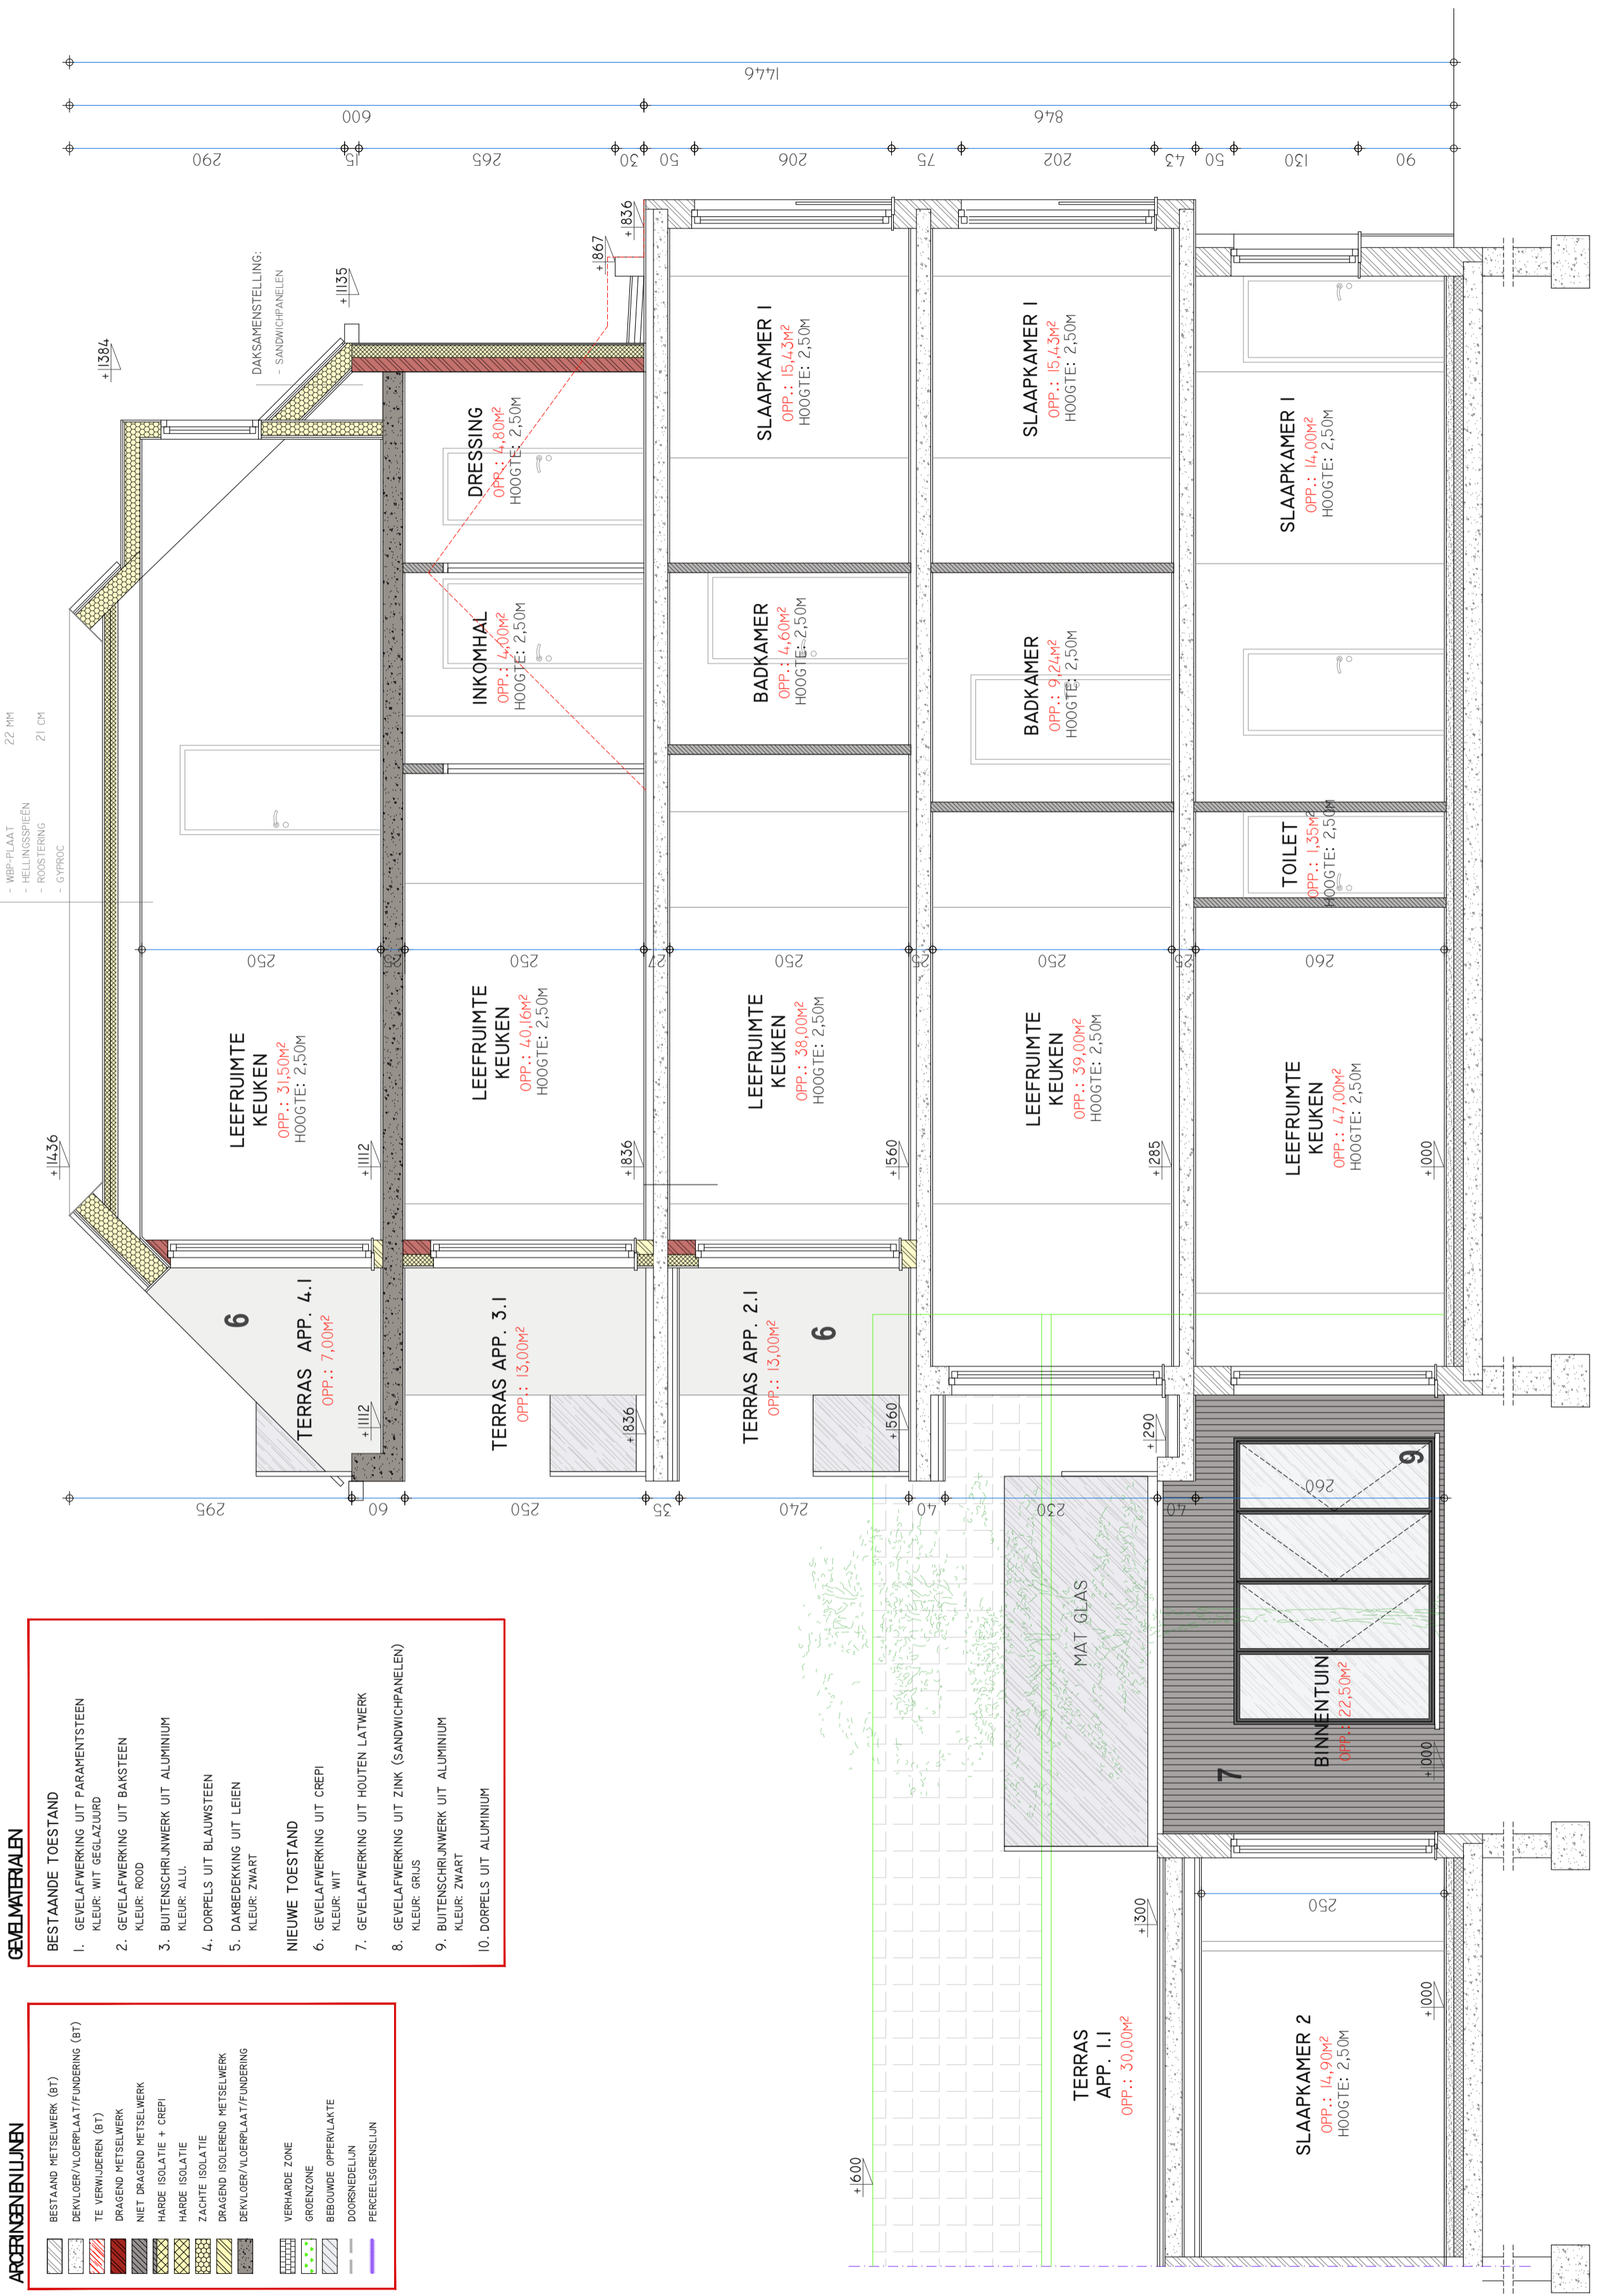 ARCERINGEN EN LIJNEN
BESTAAND METSELWERK (BT)
DEKVLOER/VLOERPLAAT/FUNDERING (BT)
TE VERWIJDEREN (BT)
DRAGEND METSELWERK
NIET DRAGEND METSELWERK
HARDE ISOLATIE + CREPI
HARDE ISOLATIE
ZACHTE ISOLATIE
DRAGEND ISOLEREND METSELWERK
DEKVLOER/VLOERPLAAT/FUNDERING
VERHARDE ZONE
GROENZONE
BEBOUWDE OPPERVLAKTE
DOORSNEDELIJN
PERCEELSGRENSLIJN
GEVELMATERIALEN
BESTAANDE TOESTAND
1. GEVELAFWERKING UIT PARAMENTSTEEN
KLEUR: WIT GEGLAZUURD
2. GEVELAFWERKING UIT BAKSTEEN
KLEUR: ROOD
3. BUITENSCHRIJNWERK UIT ALUMINIUM
KLEUR: ALU.
4. DORPELS UIT BLAUWSTEEN
5. DAKBEDEKKING UIT LEIEN
KLEUR: ZWART
NIEUWE TOESTAND
6. GEVELAFWERKING UIT CREPI
KLEUR: WIT
7. GEVELAFWERKING UIT HOUTEN LATWERK
8. GEVELAFWERKING UIT ZINK (SANDWICHPANELEN)
KLEUR: GRIJS
9. BUITENSCHRIJNWERK UIT ALUMINIUM
KLEUR: ZWART
10. DORPELS UIT ALUMINIUM
- WBP-PLAAT 22 MM
- HELLINGSSPIEËN
- ROOSTERING 21 CM
- GYPROC
DAKSAMENSTELLING:
- SANDWICHPANELEN
+1436
+1384
+1135
+867
+836
LEEFRUIMTE
KEUKEN
OPP.: 31,50M²
HOOGTE: 2,50M
+1112
250
6
TERRAS APP. 4.1
OPP.: 7,00M²
+1112
LEEFRUIMTE
KEUKEN
OPP.: 40,16M²
HOOGTE: 2,50M
+836
250
INKOMHAL
OPP.: 4,00M²
HOOGTE: 2,50M
DRESSING
OPP.: 4,80M²
HOOGTE: 2,50M
TERRAS APP. 3.1
OPP.: 13,00M²
+836
27
LEEFRUIMTE
KEUKEN
OPP.: 38,00M²
HOOGTE: 2,50M
+560
250
BADKAMER
OPP.: 4,60M²
HOOGTE: 2,50M
SLAAPKAMER 1
OPP.: 15,43M²
HOOGTE: 2,50M
TERRAS APP. 2.1
OPP.: 13,00M²
6
+560
25
LEEFRUIMTE
KEUKEN
OPP.: 39,00M²
HOOGTE: 2,50M
+285
250
BADKAMER
OPP.: 9,24M²
HOOGTE: 2,50M
SLAAPKAMER 1
OPP.: 15,43M²
HOOGTE: 2,50M
+290
25
LEEFRUIMTE
KEUKEN
OPP.: 47,00M²
HOOGTE: 2,50M
+000
260
TOILET
OPP.: 1,35M²
HOOGTE: 2,50M
SLAAPKAMER 1
OPP.: 14,00M²
HOOGTE: 2,50M
+600
TERRAS
APP. 1.1
OPP.: 30,00M²
+300
MAT GLAS
SLAAPKAMER 2
OPP.: 14,90M²
HOOGTE: 2,50M
+000
250
7
BINNENTUIN
OPP.: 22,50M²
+000
9
260
295
60
250
35
240
40
230
40
290
15
265
30
50
206
75
202
43
50
130
90
600
846
1446